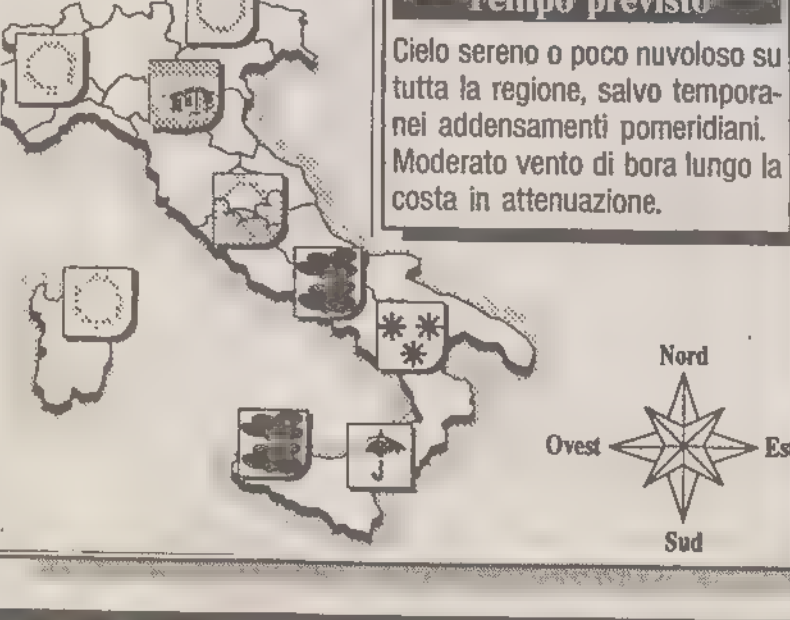 Tempo previsto
Cielo sereno o poco nuvoloso su
tutta la regione, salvo tempora-
nei addensamenti pomeridiani.
Moderato vento di bora lungo la
costa in attenuazione.
Nord
Ovest
Es
Sud